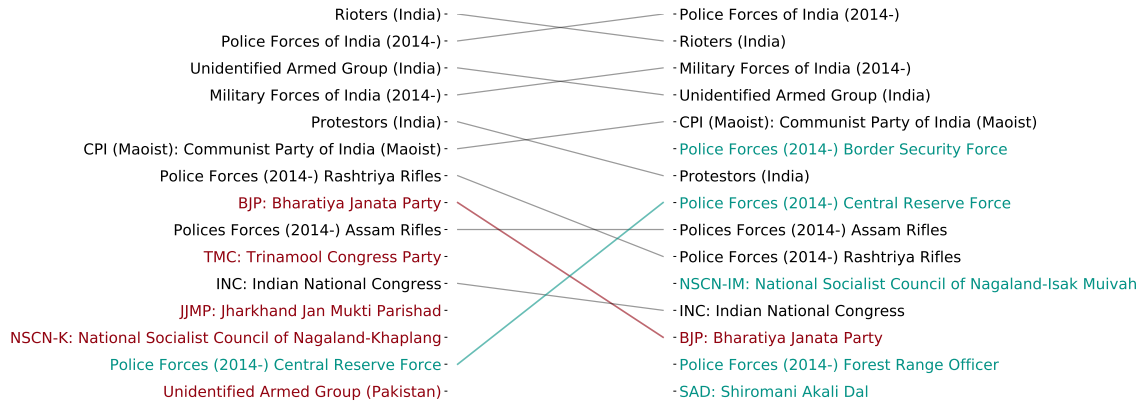 Rioters (India)
Police Forces of India (2014-)
Unidentified Armed Group (India)
Military Forces of India (2014-)
Protestors (India)
CPI (Maoist): Communist Party of India (Maoist)
Police Forces (2014-) Rashtriya Rifles
BJP: Bharatiya Janata Party
Polices Forces (2014-) Assam Rifles
TMC: Trinamool Congress Party
INC: Indian National Congress
JJMP: Jharkhand Jan Mukti Parishad
NSCN-K: National Socialist Council of Nagaland-Khaplang
Police Forces (2014-) Central Reserve Force
Unidentified Armed Group (Pakistan)
Police Forces of India (2014-)
Rioters (India)
Military Forces of India (2014-)
Unidentified Armed Group (India)
CPI (Maoist): Communist Party of India (Maoist)
Police Forces (2014-) Border Security Force
Protestors (India)
Police Forces (2014-) Central Reserve Force
Polices Forces (2014-) Assam Rifles
Police Forces (2014-) Rashtriya Rifles
NSCN-IM: National Socialist Council of Nagaland-Isak Muivah
INC: Indian National Congress
BJP: Bharatiya Janata Party
Police Forces (2014-) Forest Range Officer
SAD: Shiromani Akali Dal